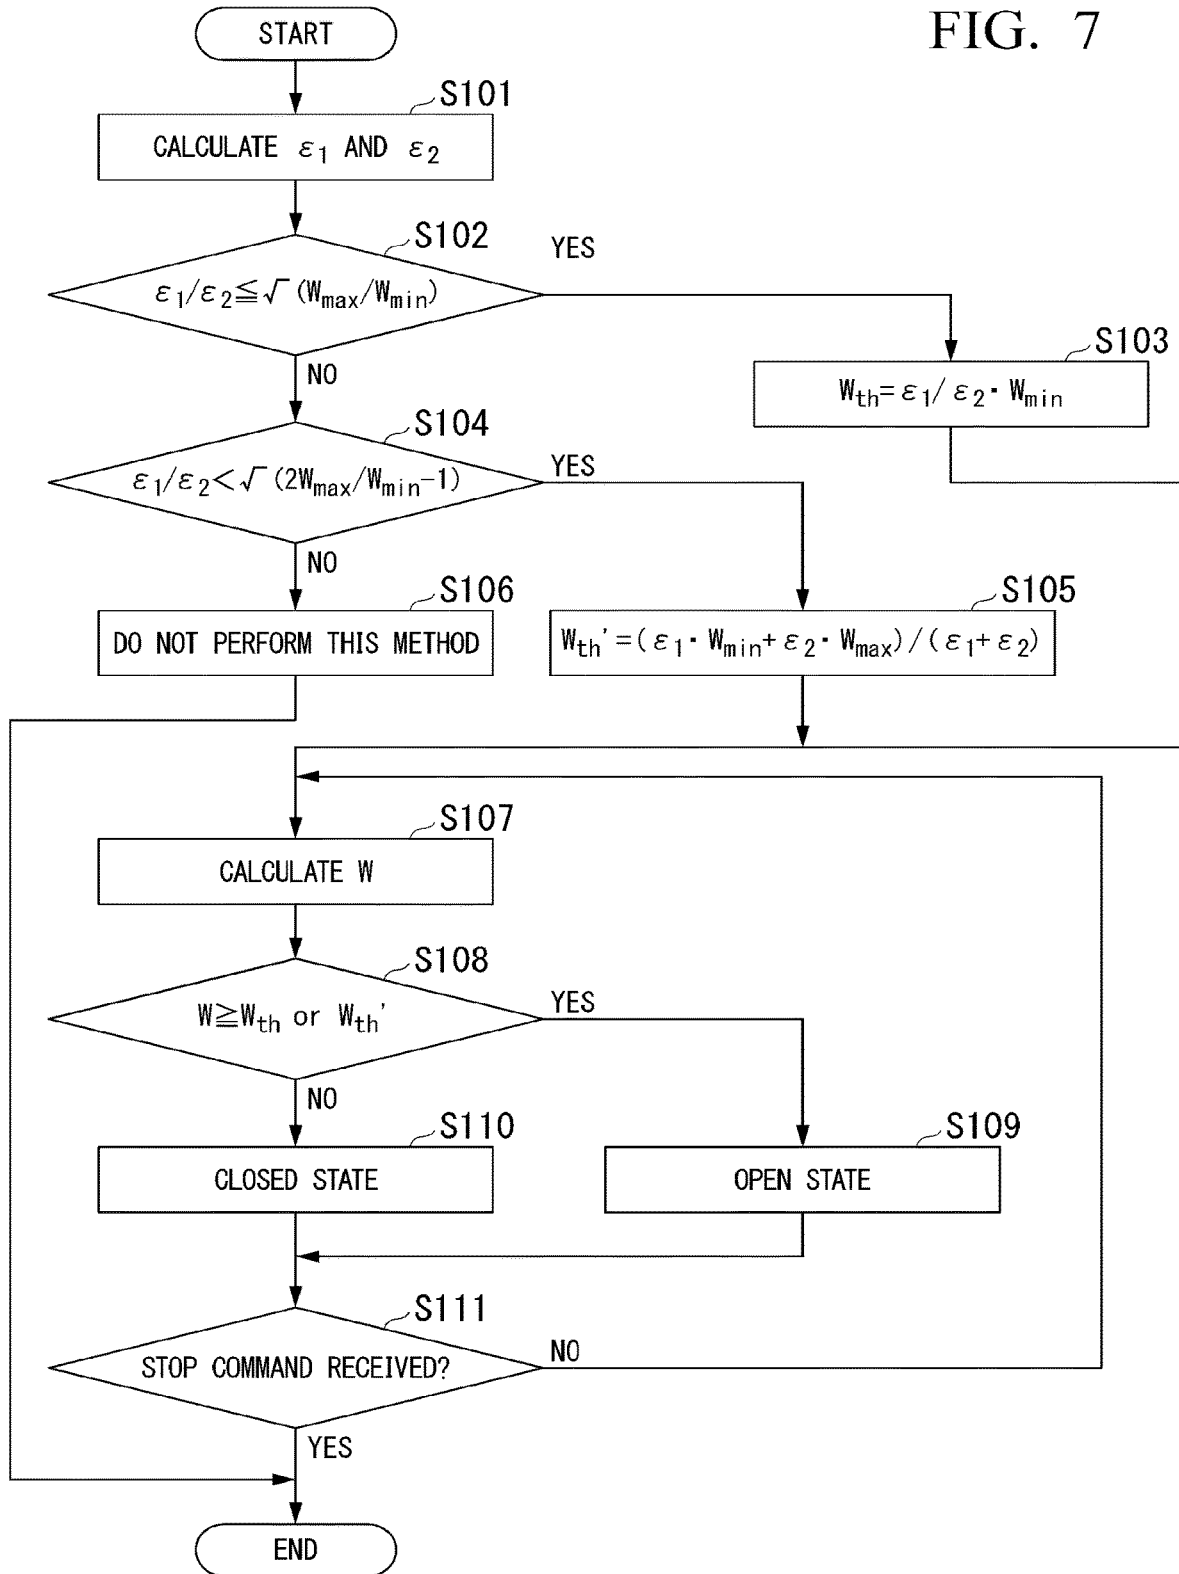 FIG. 7
START
S101
CALCULATE ε₁ AND ε₂
S102
YES
ε₁/ε₂≦√(Wmax/Wmin)
NO
S103
Wth=ε₁/ε₂・Wmin
S104
YES
ε₁/ε₂<√(2Wmax/Wmin-1)
NO
S106
DO NOT PERFORM THIS METHOD
S105
Wth'=(ε₁・Wmin+ε₂・Wmax)/(ε₁+ε₂)
S107
CALCULATE W
S108
YES
W≧Wth or Wth'
NO
S110
CLOSED STATE
S109
OPEN STATE
S111
STOP COMMAND RECEIVED?
NO
YES
END